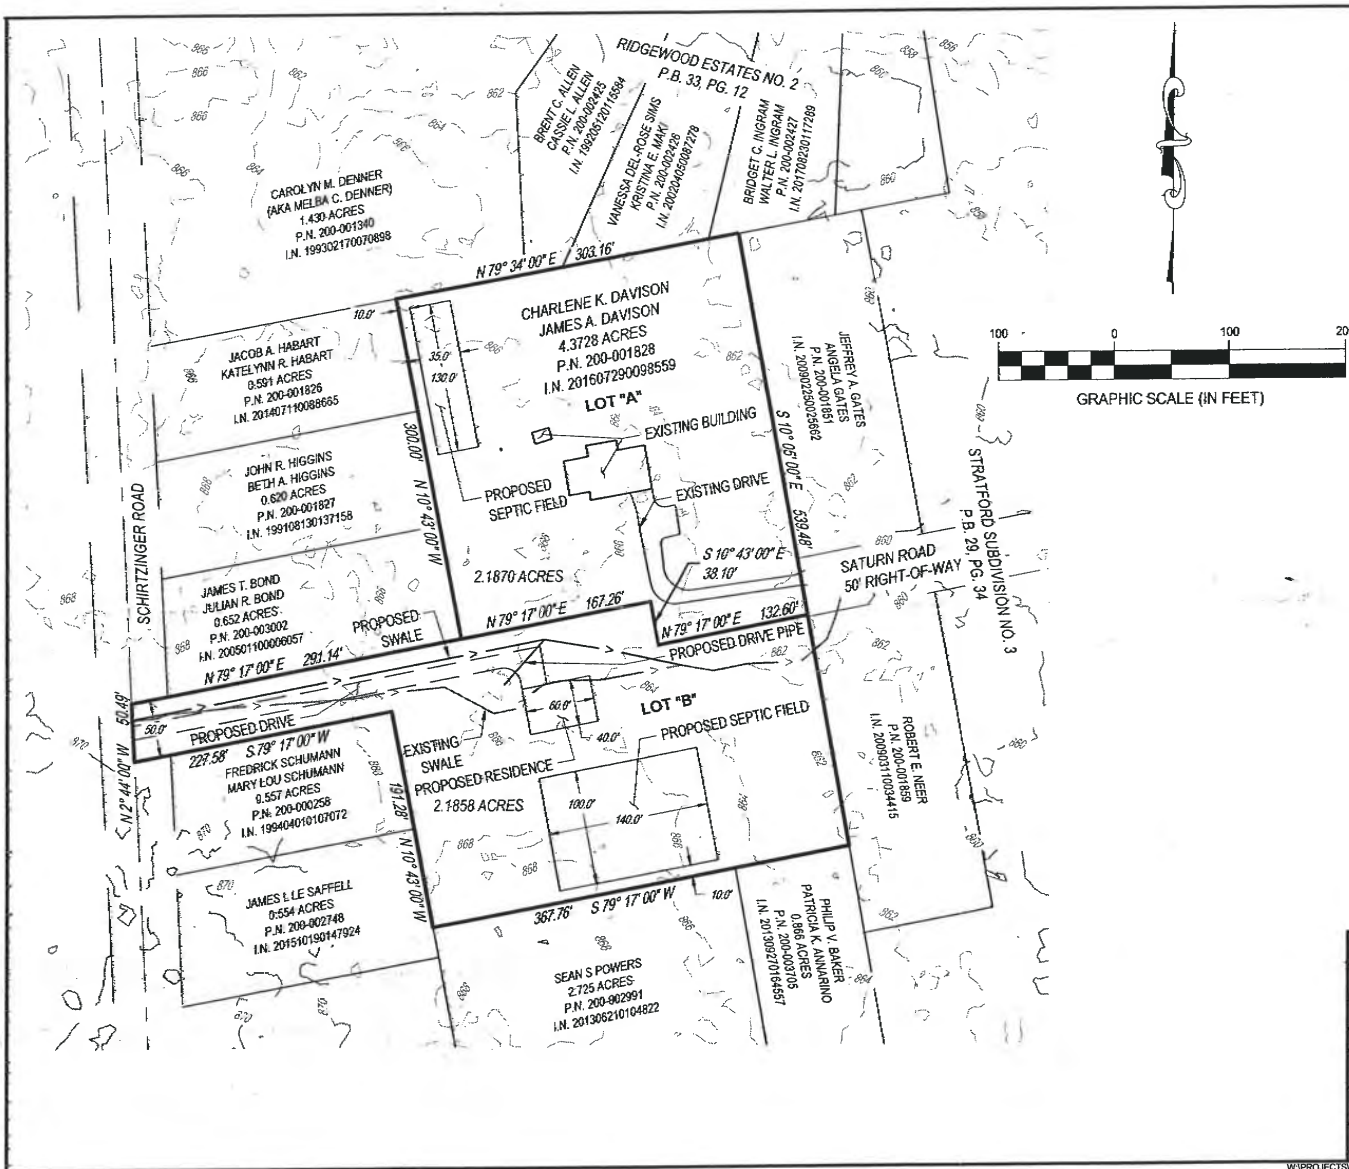 RIDGEWOOD ESTATES NO. 2
P.B. 33, PG. 12
BRENT C. ALLEN
CASSIE L. ALLEN
P.N. 200-002425
I.N. 199205120115584
VANESSA DEL-ROSE SIMS
KRISTINA E. MAKI
P.N. 200-002426
I.N. 200204050087278
BRIDGET C. INGRAM
WALTER L. INGRAM
P.N. 200-002427
I.N. 201708230117289
CAROLYN M. DENNER
(AKA MELBA C. DENNER)
1.430 ACRES
P.N. 200-001340
I.N. 199302170070898
N 79° 34' 00" E 303.16'
10.0'
35.0'
130.0'
CHARLENE K. DAVISON
JAMES A. DAVISON
4.3728 ACRES
P.N. 200-001828
I.N. 201607290098559
LOT "A"
JACOB A. HABART
KATELYNN R. HABART
0.591 ACRES
P.N. 200-001826
I.N. 201407110088665
JEFFREY A. GATES
ANGELA GATES
P.N. 200-001851
I.N. 200902250025662
100 0 100
GRAPHIC SCALE (IN FEET)
EXISTING BUILDING
JOHN R. HIGGINS
BETH A. HIGGINS
0.620 ACRES
P.N. 200-001827
I.N. 199108130137158
300.00' N 10° 43' 00" W
PROPOSED
SEPTIC FIELD
EXISTING DRIVE
S 10° 05' 00" E 539.48'
STRATFORD SUBDIVISION NO. 3
P.B. 29, PG. 34
SCHIRTZINGER ROAD
S 10° 43' 00" E
38.10'
SATURN ROAD
50' RIGHT-OF-WAY
2.1870 ACRES
JAMES T. BOND
JULIAN R. BOND
0.652 ACRES
P.N. 200-003002
I.N. 200501100006057
PROPOSED
SWALE
N 79° 17' 00" E 167.26'
N 79° 17' 00" E 132.60'
PROPOSED DRIVE PIPE
N 79° 17' 00" E 291.14'
50.49'
50.0'
PROPOSED DRIVE
LOT "B"
60.0'
40.0'
PROPOSED SEPTIC FIELD
227.58' S 79° 17' 00" W
EXISTING
SWALE
PROPOSED RESIDENCE
2.1858 ACRES
N 2° 44' 00" W
FREDRICK SCHUMANN
MARY LOU SCHUMANN
0.557 ACRES
P.N. 200-000258
I.N. 199404010107072
191.28' N 10° 43' 00" W
100.0'
140.0'
ROBERT E. NEER
P.N. 200-001859
I.N. 200903110034415
JAMES L LE SAFFELL
0.554 ACRES
P.N. 200-002748
I.N. 201510190147924
367.76' S 79° 17' 00" W
10.0'
PHILIP V. BAKER
PATRICIA K. ANNARINO
0.866 ACRES
P.N. 200-003705
I.N. 201309270164557
SEAN S POWERS
2.725 ACRES
P.N. 200-002991
I.N. 201306210104822
W:\PROJECTS\